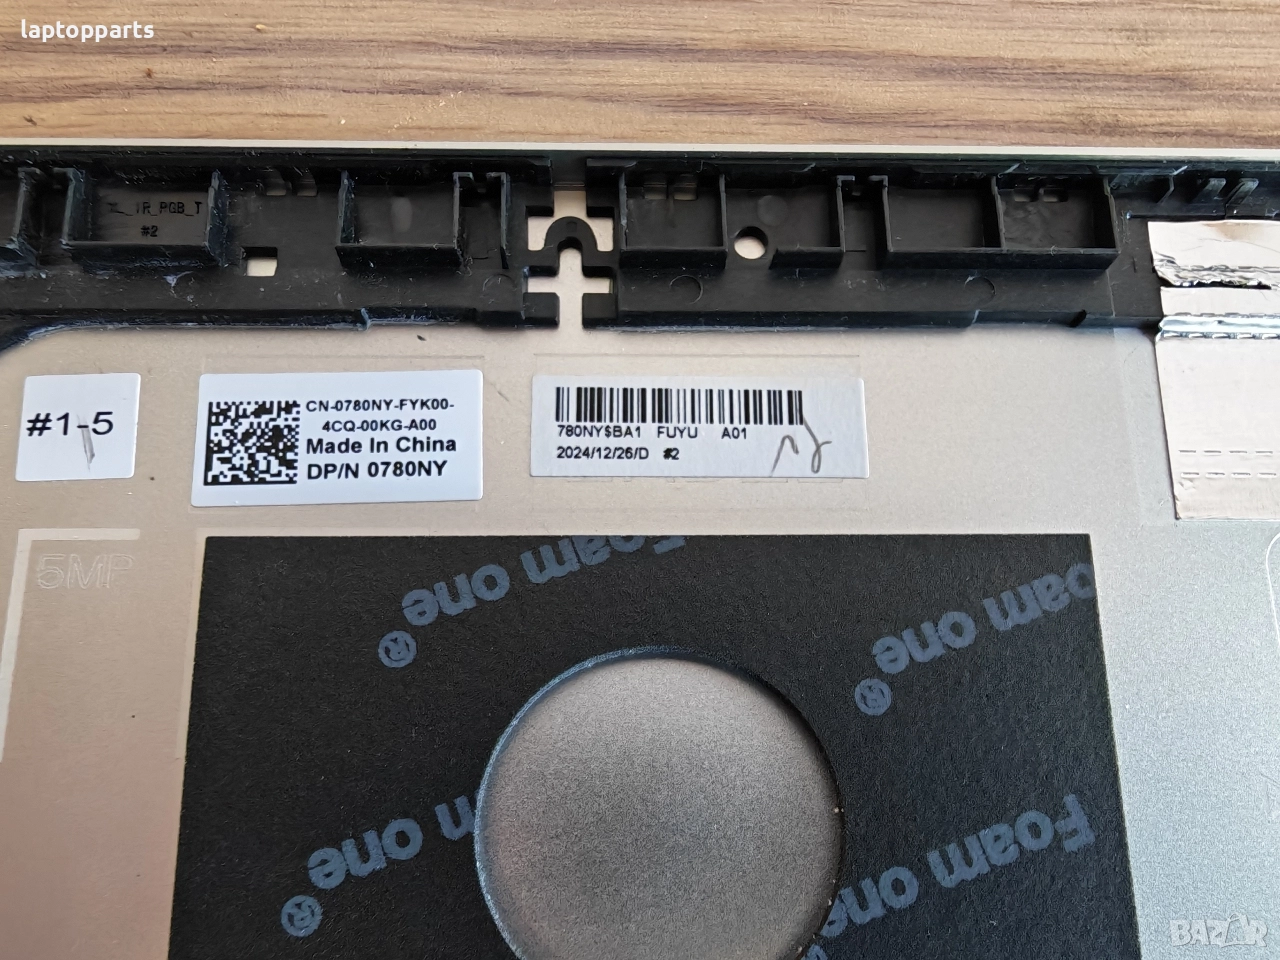 laptopparts
IR_RGB_T
#2
#1-5
CN-0780NY-FYK00-
4CQ-00KG-A00
Made In China
DP/N 0780NY
780NY$BA1 FUYU A01
2024/12/26/D #2
5MP
Foam one®
Foam one®
Foam one
one®
BAZAR